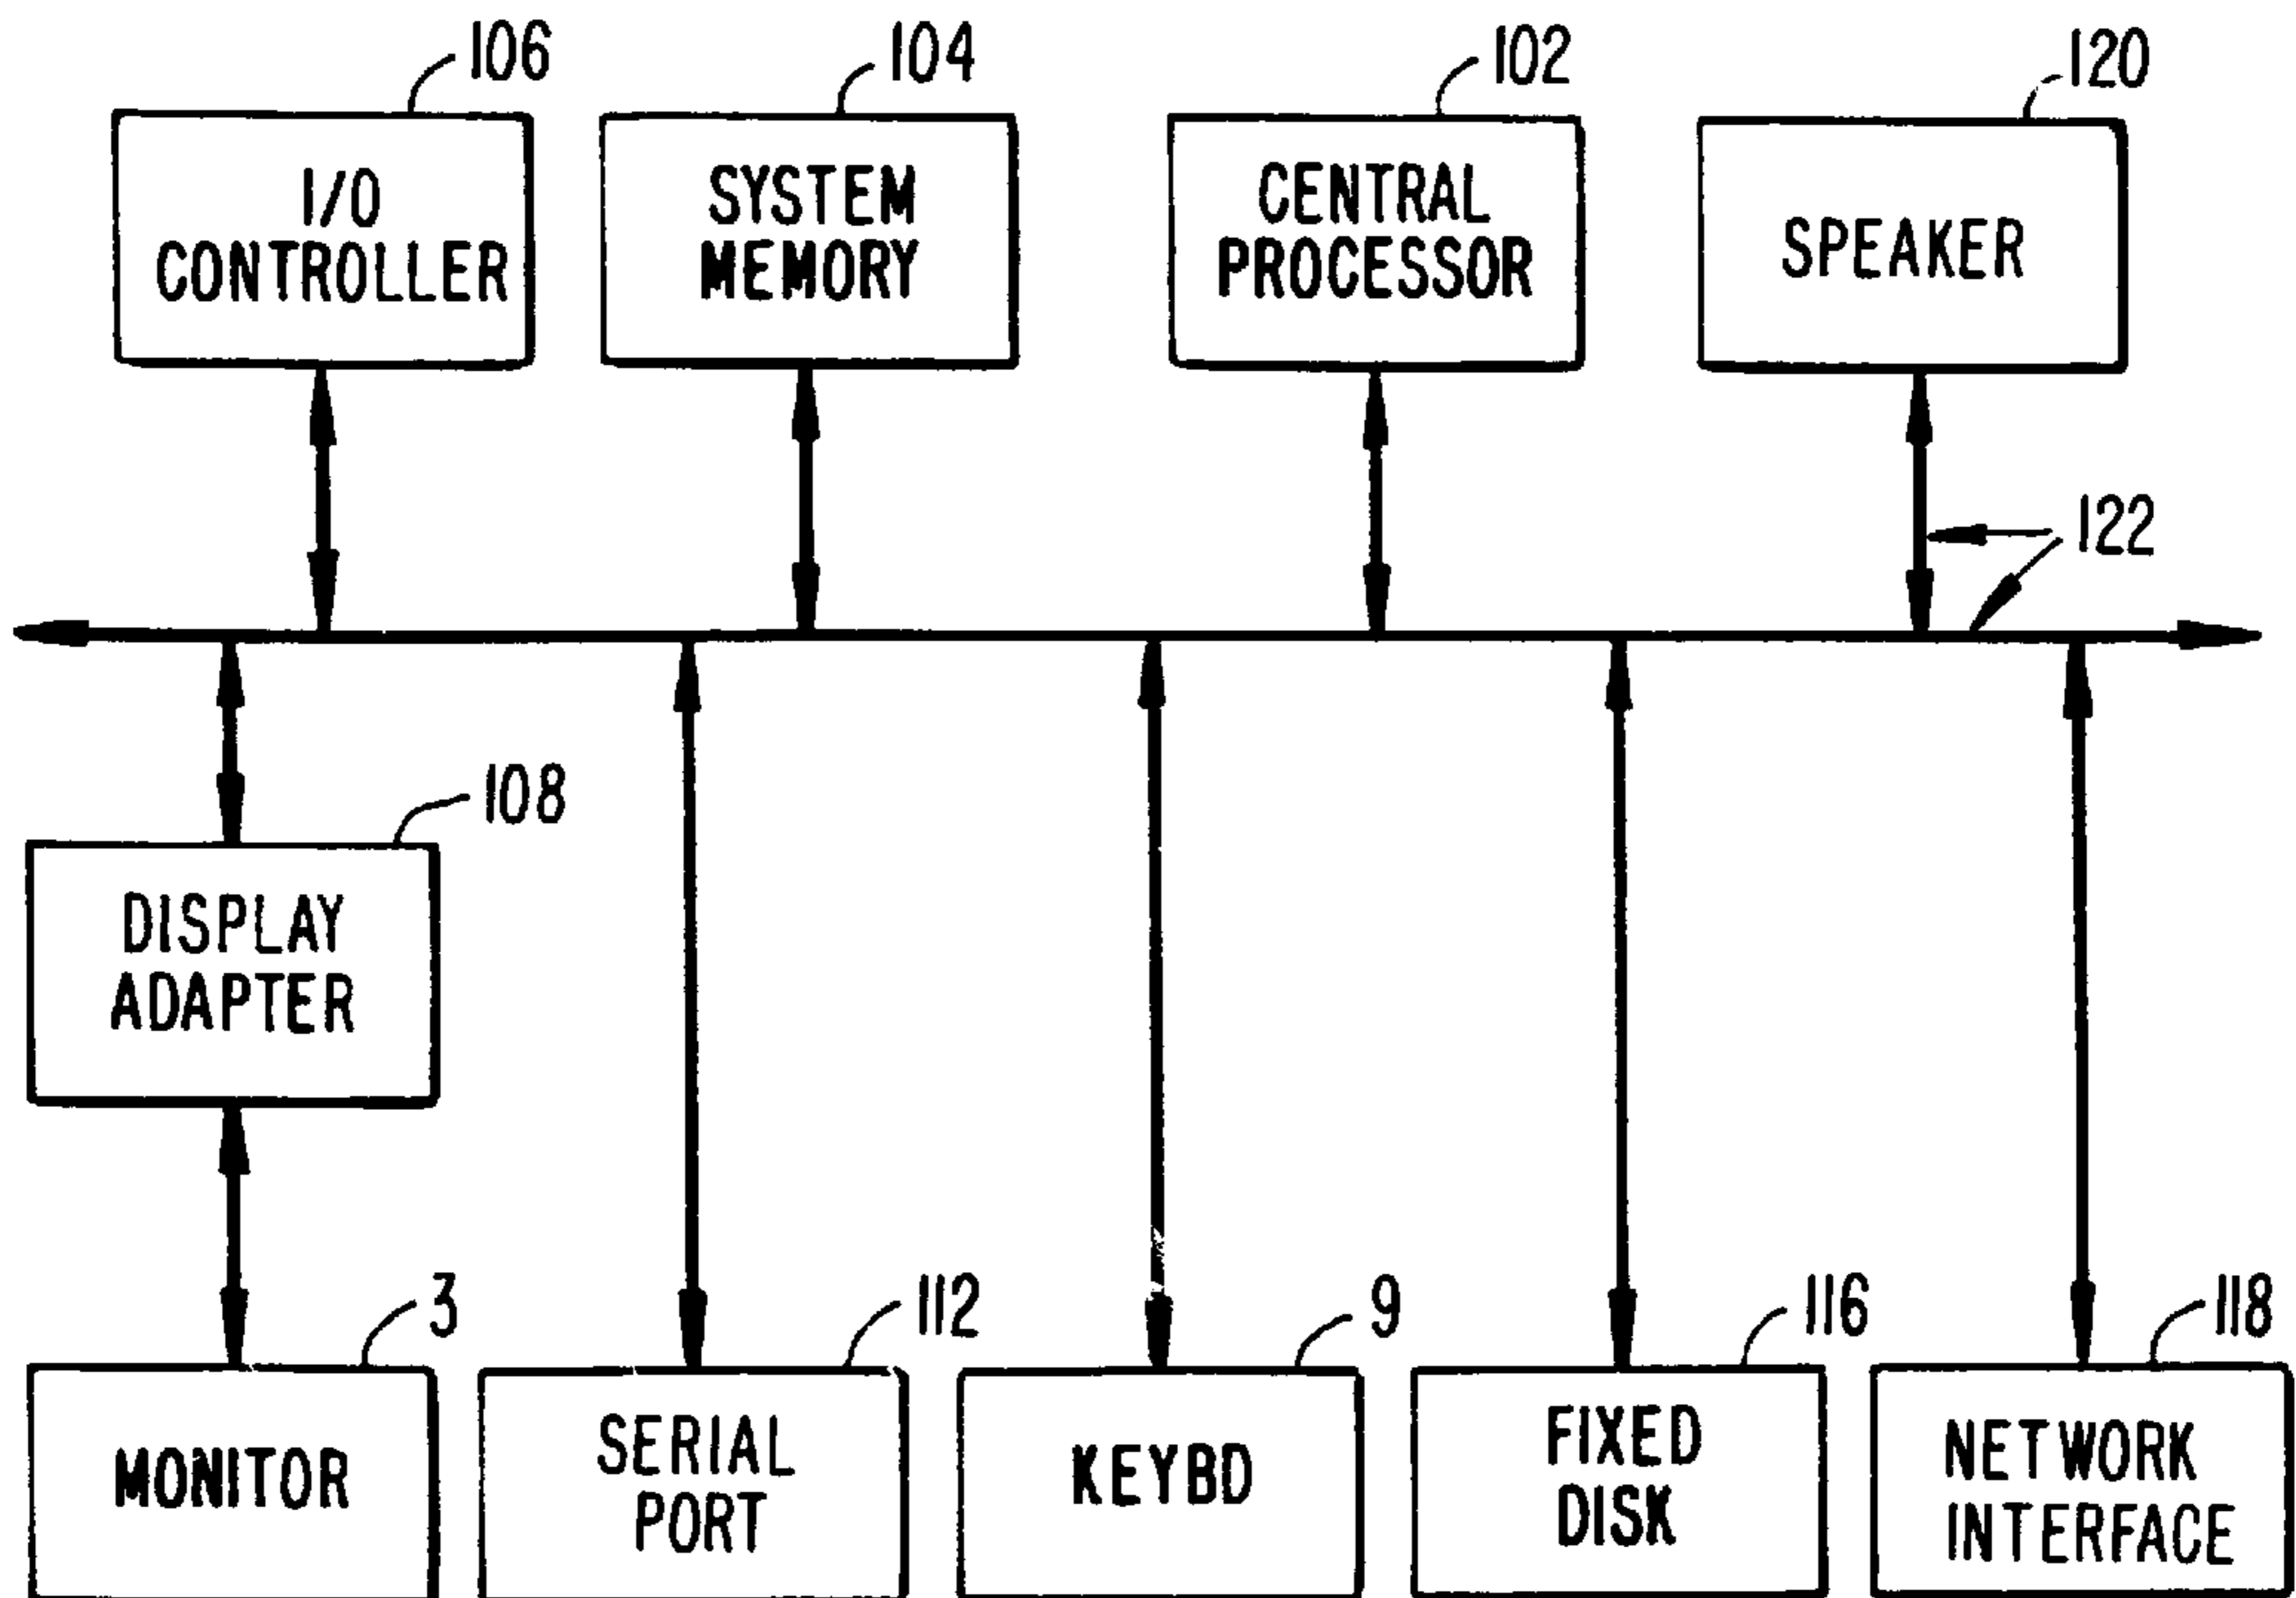 106
104
102
120
I/O
CONTROLLER
SYSTEM
MEMORY
CENTRAL
PROCESSOR
SPEAKER
122
108
DISPLAY
ADAPTER
3
112
9
116
118
MONITOR
SERIAL
PORT
KEYBD
FIXED
DISK
NETWORK
INTERFACE